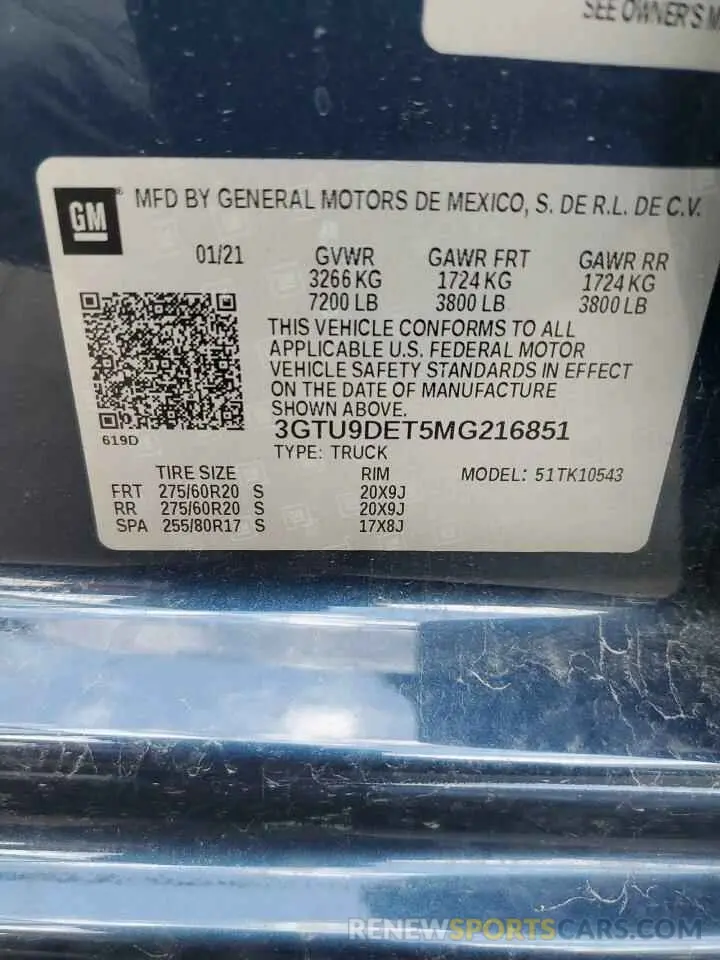 SEE OWNER'S
GM ® MFD BY GENERAL MOTORS DE MEXICO, S. DE R.L. DE C.V.
01/21 GVWR GAWR FRT GAWR RR
3266 KG 1724 KG 1724 KG
7200 LB 3800 LB 3800 LB
THIS VEHICLE CONFORMS TO ALL
APPLICABLE U.S. FEDERAL MOTOR
VEHICLE SAFETY STANDARDS IN EFFECT
ON THE DATE OF MANUFACTURE
SHOWN ABOVE.
619D
3GTU9DET5MG216851
TYPE: TRUCK
TIRE SIZE RIM MODEL: 51TK10543
FRT 275/60R20 S 20X9J
RR 275/60R20 S 20X9J
SPA 255/80R17 S 17X8J
RENEWSPORTSCARS.COM